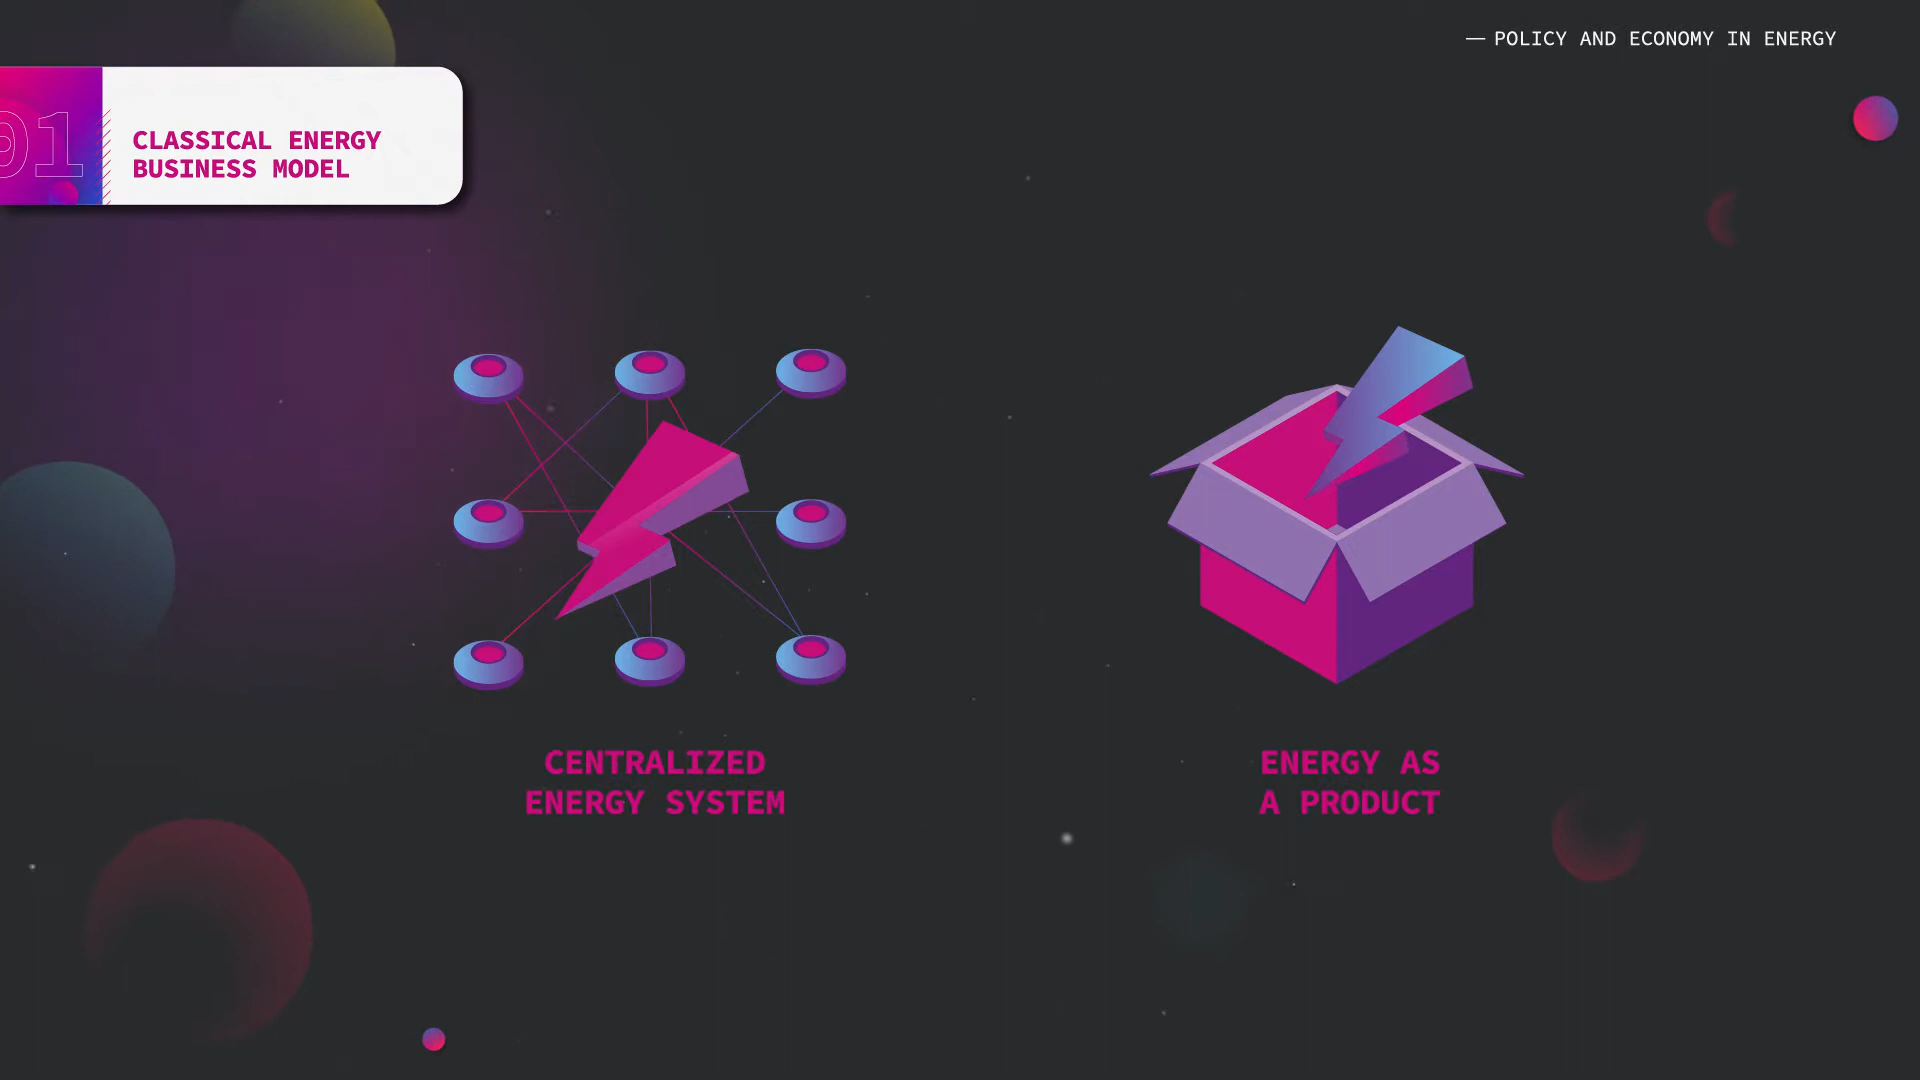 — POLICY AND ECONOMY IN ENERGY
01
CLASSICAL ENERGY
BUSINESS MODEL
CENTRALIZED
ENERGY SYSTEM
ENERGY AS
A PRODUCT